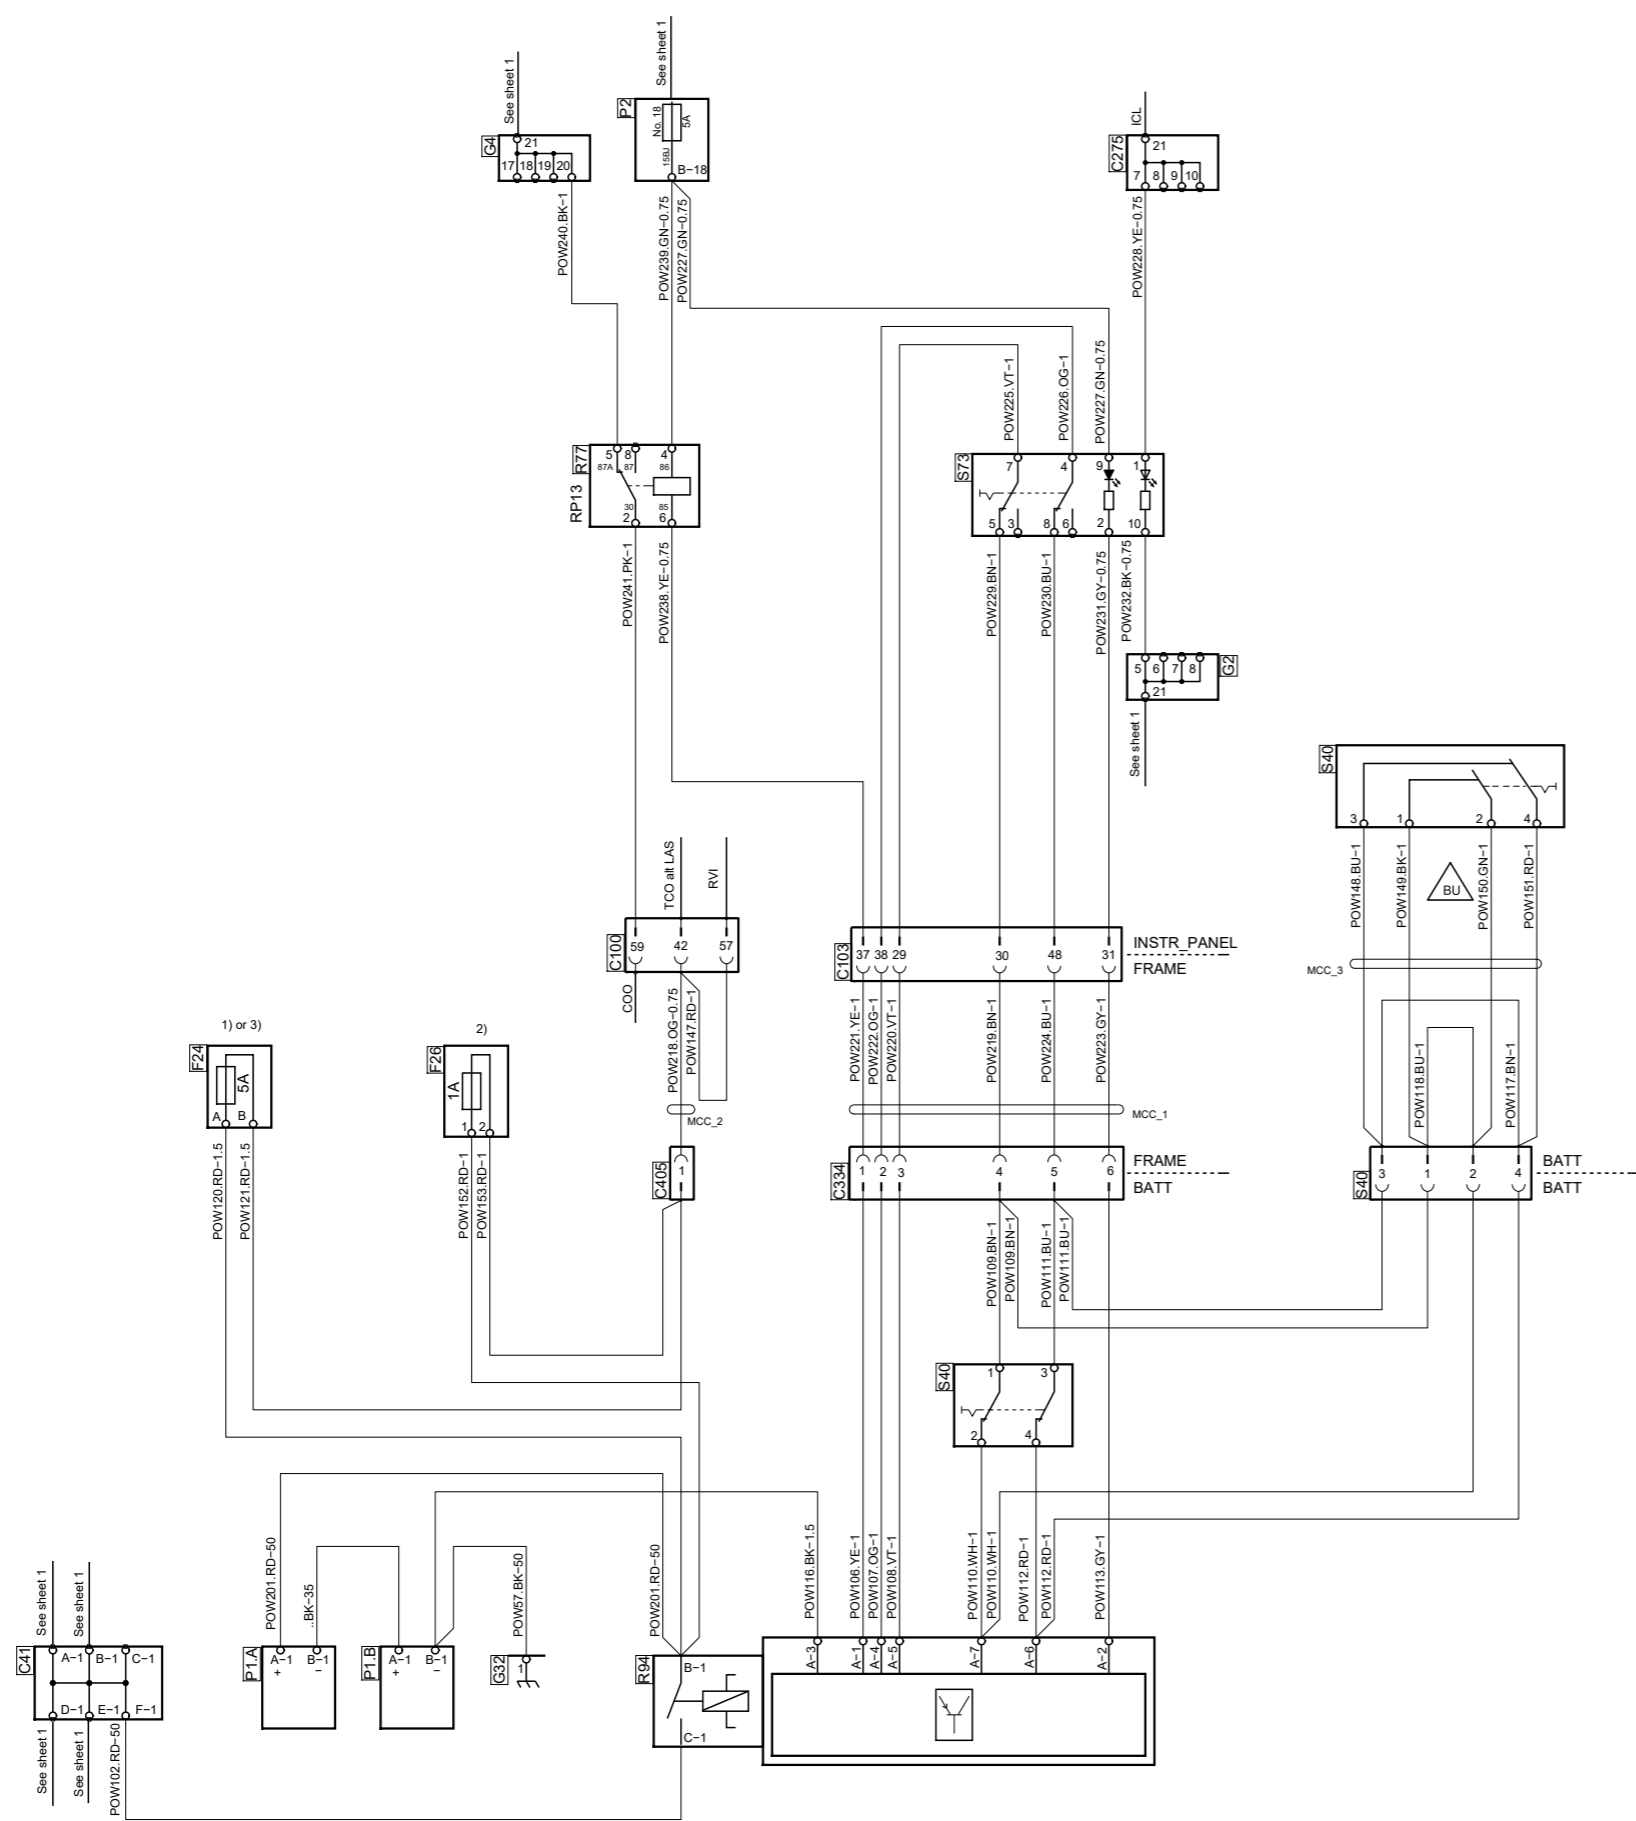 See sheet 1
See sheet 1
ICL
G4
21
17 18 19 20
P2
No. 18
5A
15BJ
B-18
C275
21
7 8 9 10
POW240.BK-1
POW239.GN-0.75
POW227.GN-0.75
POW228.YE-0.75
POW225.VT-1
POW226.OG-1
POW227.GN-0.75
R77
RP13
5 8 4
87A 87 86
30 85
2 6
S73
7 4 9 1
5 3 8 6 2 10
POW241.PK-1
POW238.YE-0.75
POW229.BN-1
POW230.BU-1
POW231.GY-0.75
POW232.BK-0.75
5 6 7 8
21
G2
See sheet 1
S40
3 1 2 4
POW148.BU-1
POW149.BK-1
BU
POW150.GN-1
POW151.RD-1
MCC_3
TCO alt LAS
RVI
C100
59 42 57
COO
C103
37 38 29 30 48 31
INSTR_PANEL
FRAME
POW218.OG-0.75
POW147.RD-1
MCC_2
POW221.YE-1
POW222.OG-1
POW220.VT-1
POW219.BN-1
POW224.BU-1
POW223.GY-1
MCC_1
POW118.BU-1
POW117.BN-1
1) or 3)
F24
5A
A B
2)
F26
1A
1 2
POW120.RD-1.5
POW121.RD-1.5
POW152.RD-1
POW153.RD-1
C405
1
C334
1 2 3 4 5 6
FRAME
BATT
S40
3 1 2 4
BATT
BATT
POW109.BN-1
POW109.BN-1
POW111.BU-1
POW111.BU-1
S40
1 3
2 4
POW201.RD-50
..BK-35
POW57.BK-50
POW201.RD-50
POW116.BK-1.5
POW106.YE-1
POW107.OG-1
POW108.VT-1
POW110.WH-1
POW110.WH-1
POW112.RD-1
POW112.RD-1
POW113.GY-1
See sheet 1
See sheet 1
C41
A-1 B-1 C-1
D-1 E-1 F-1
See sheet 1
See sheet 1
POW102.RD-50
P1.A
A-1 B-1
+ −
P1.B
A-1 B-1
+ −
G32
1
R94
B-1
C-1
A-3
A-1
A-4
A-5
A-7
A-6
A-2